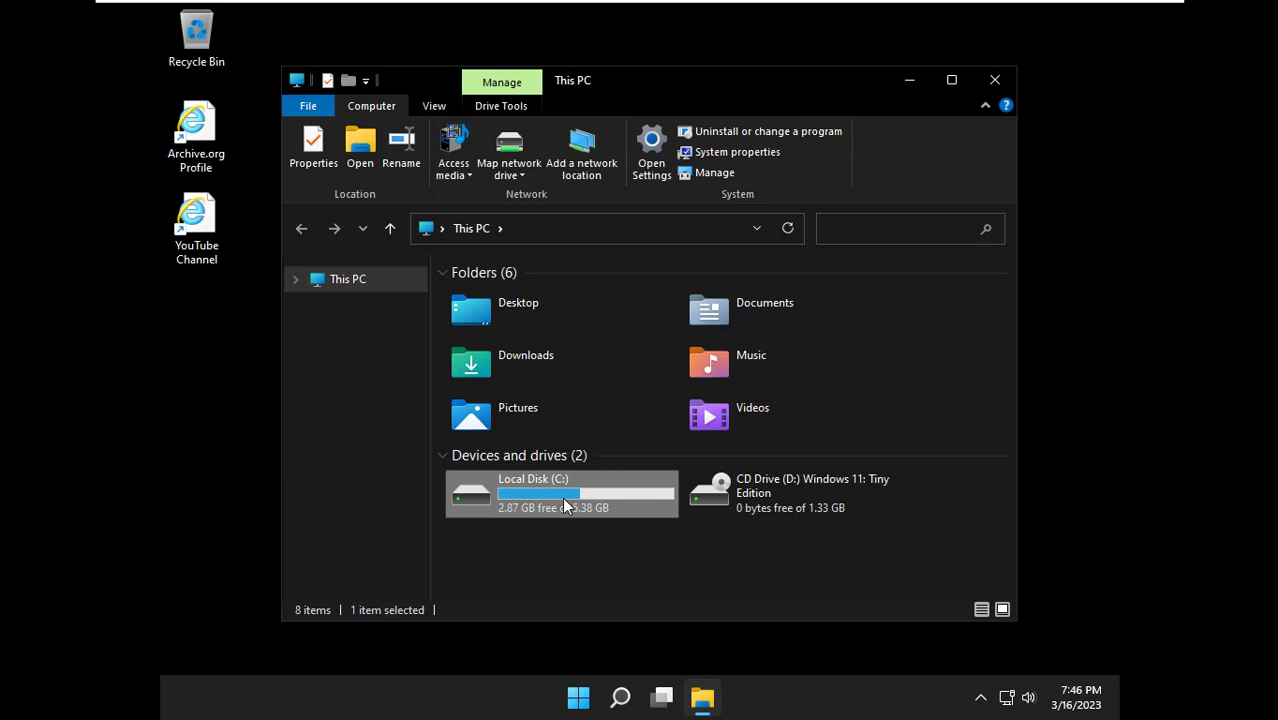 Recycle Bin
Archive.org
Profile
YouTube
Channel
Manage
This PC
File
Computer
View
Drive Tools
Properties
Open
Rename
Access
media
Map network
drive
Add a network
location
Open
Settings
Uninstall or change a program
System properties
Manage
Location
Network
System
This PC
This PC
Folders (6)
Desktop
Documents
Downloads
Music
Pictures
Videos
Devices and drives (2)
Local Disk (C:)
2.87 GB free of 5.38 GB
CD Drive (D:) Windows 11: Tiny
Edition
0 bytes free of 1.33 GB
8 items
1 item selected
7:46 PM
3/16/2023